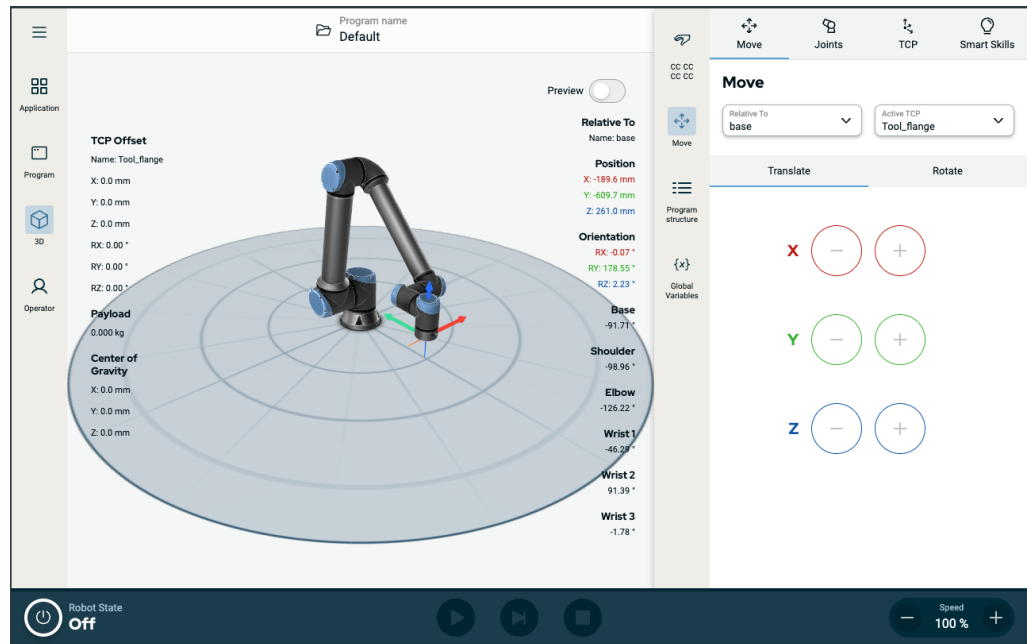 Program name
Default
Application
Program
3D
Operator
Preview
TCP Offset
Name: Tool_flange
X: 0.0 mm
Y: 0.0 mm
Z: 0.0 mm
RX: 0.00 °
RY: 0.00 °
RZ: 0.00 °
Payload
0.000 kg
Center of
Gravity
X: 0.0 mm
Y: 0.0 mm
Z: 0.0 mm
Relative To
Name: base
Position
X: -189.6 mm
Y: -609.7 mm
Z: 261.0 mm
Orientation
RX: -0.07 °
RY: 178.55 °
RZ: 2.23 °
Base
-91.71 °
Shoulder
-98.96 °
Elbow
-126.22 °
Wrist 1
-46.29 °
Wrist 2
91.39 °
Wrist 3
-1.78 °
CC CC
CC CC
Move
Program
structure
{x}
Global
Variables
Move
Joints
TCP
Smart Skills
Move
Relative To
base
Active TCP
Tool_flange
Translate
Rotate
X − +
Y − +
Z − +
Robot State
Off
Speed
− 100 % +